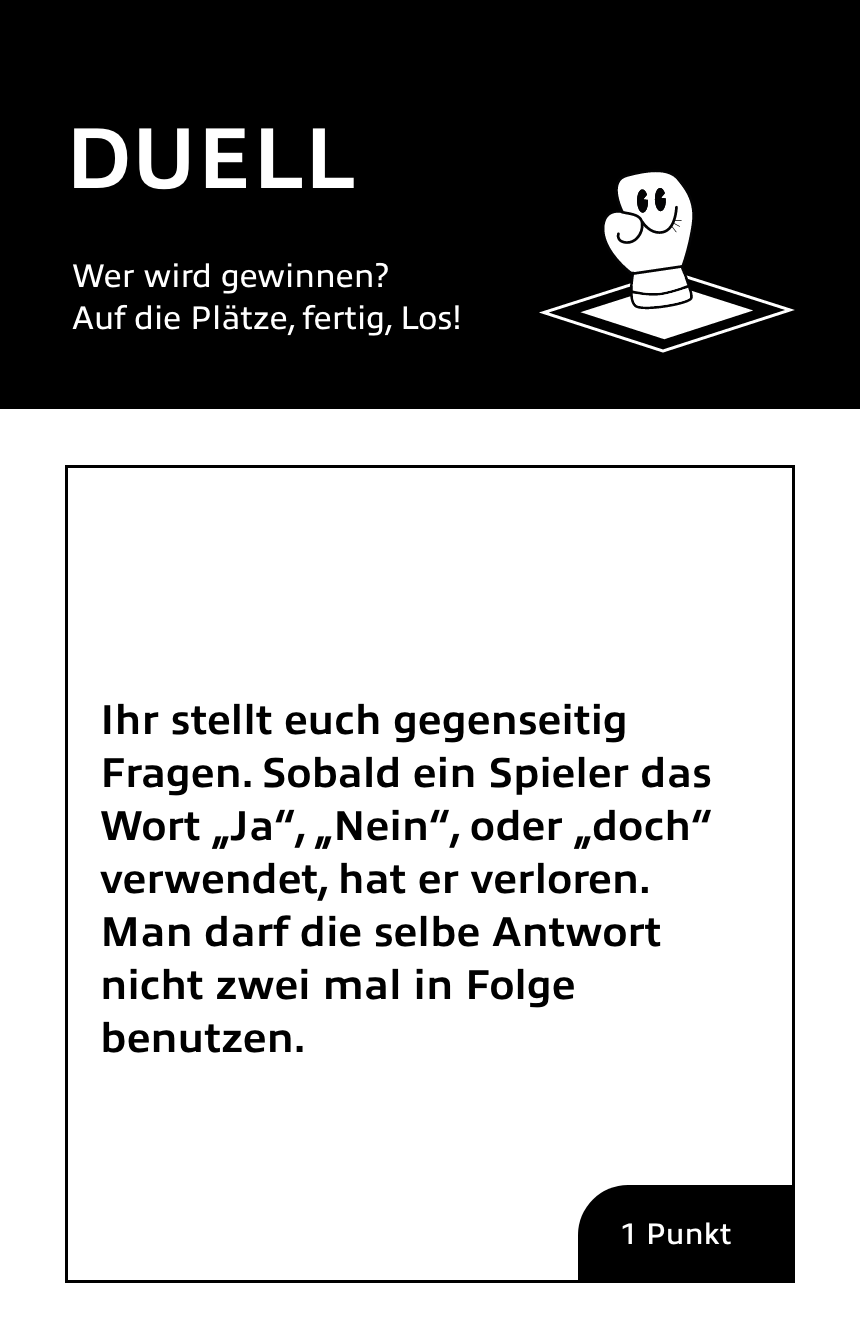 DUELL
Wer wird gewinnen?
Auf die Plätze, fertig, Los!
Ihr stellt euch gegenseitig
Fragen. Sobald ein Spieler das
Wort „Ja“, „Nein“, oder „doch“
verwendet, hat er verloren.
Man darf die selbe Antwort
nicht zwei mal in Folge
benutzen.
1 Punkt